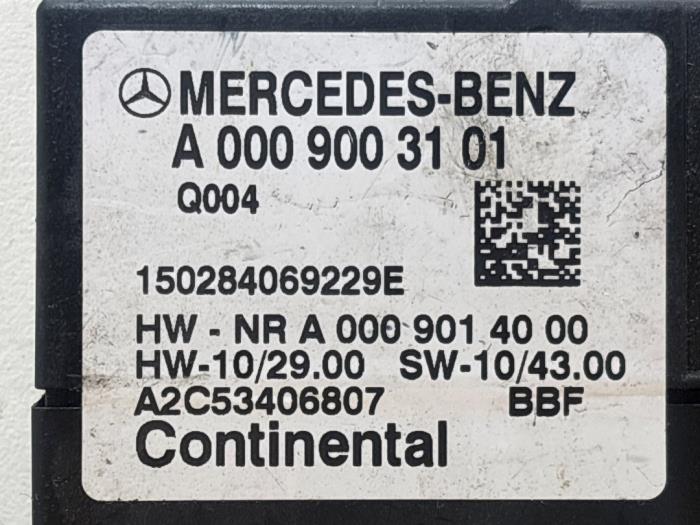 MERCEDES-BENZ
A 000 900 31 01
Q004
150284069229E
HW - NR A 000 901 40 00
HW-10/29.00 SW-10/43.00
A2C53406807 BBF
Continental